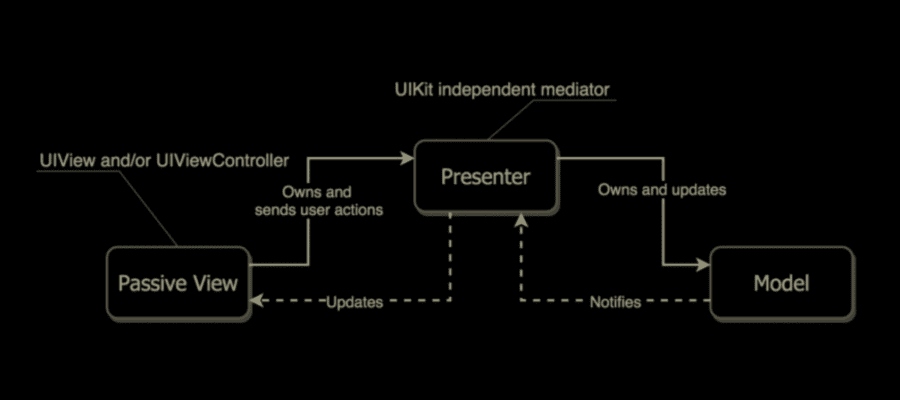 UIKit independent mediator
UIView and/or UIViewController
Presenter
Owns and
sends user actions
Owns and updates
Passive View
Model
Updates
Notifies